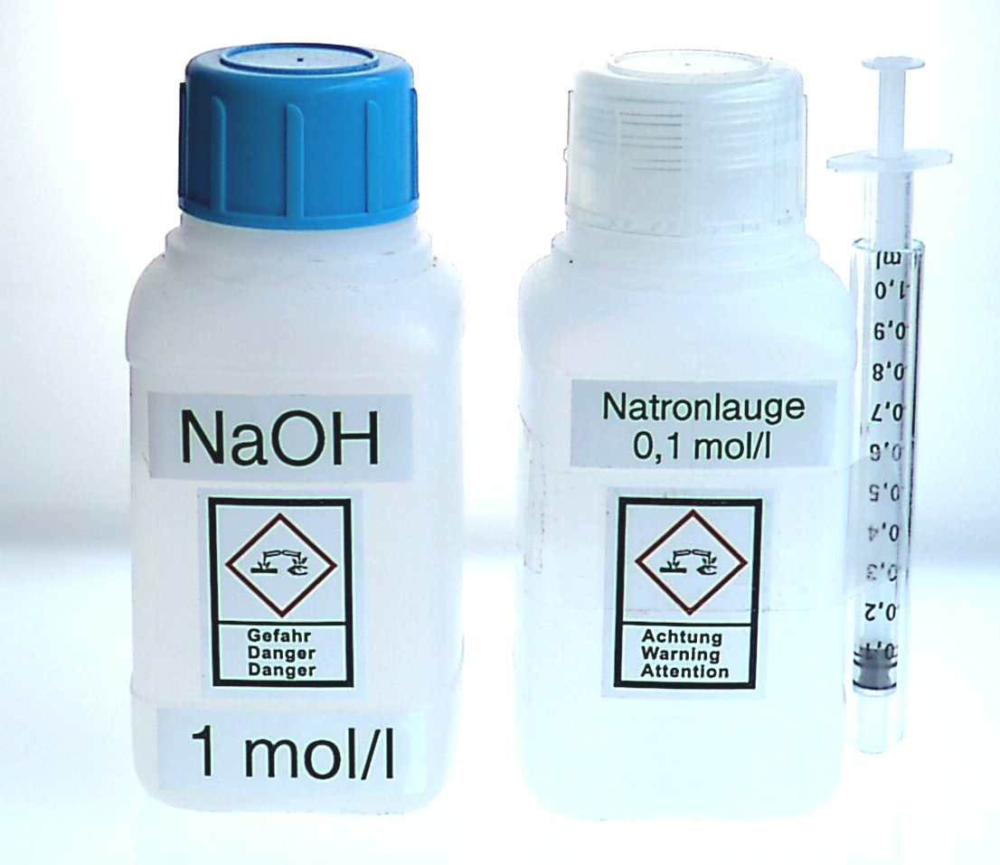 NaOH
Gefahr
Danger
Danger
1 mol/l
Natronlauge
0,1 mol/l
Achtung
Warning
Attention
ml
1,0
0,9
0,8
0,7
0,6
0,5
0,4
0,3
0,2
0,1